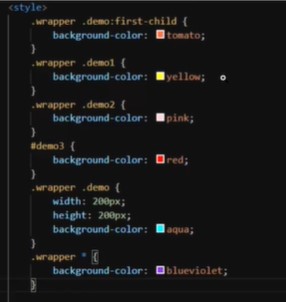 <style>
.wrapper .demo:first-child {
background-color: tomato;
}
.wrapper .demo1 {
background-color: yellow;
}
.wrapper .demo2 {
background-color: pink;
}
#demo3 {
background-color: red;
}
.wrapper .demo {
width: 200px;
height: 200px;
background-color: aqua;
}
.wrapper * {
background-color: blueviolet;
}